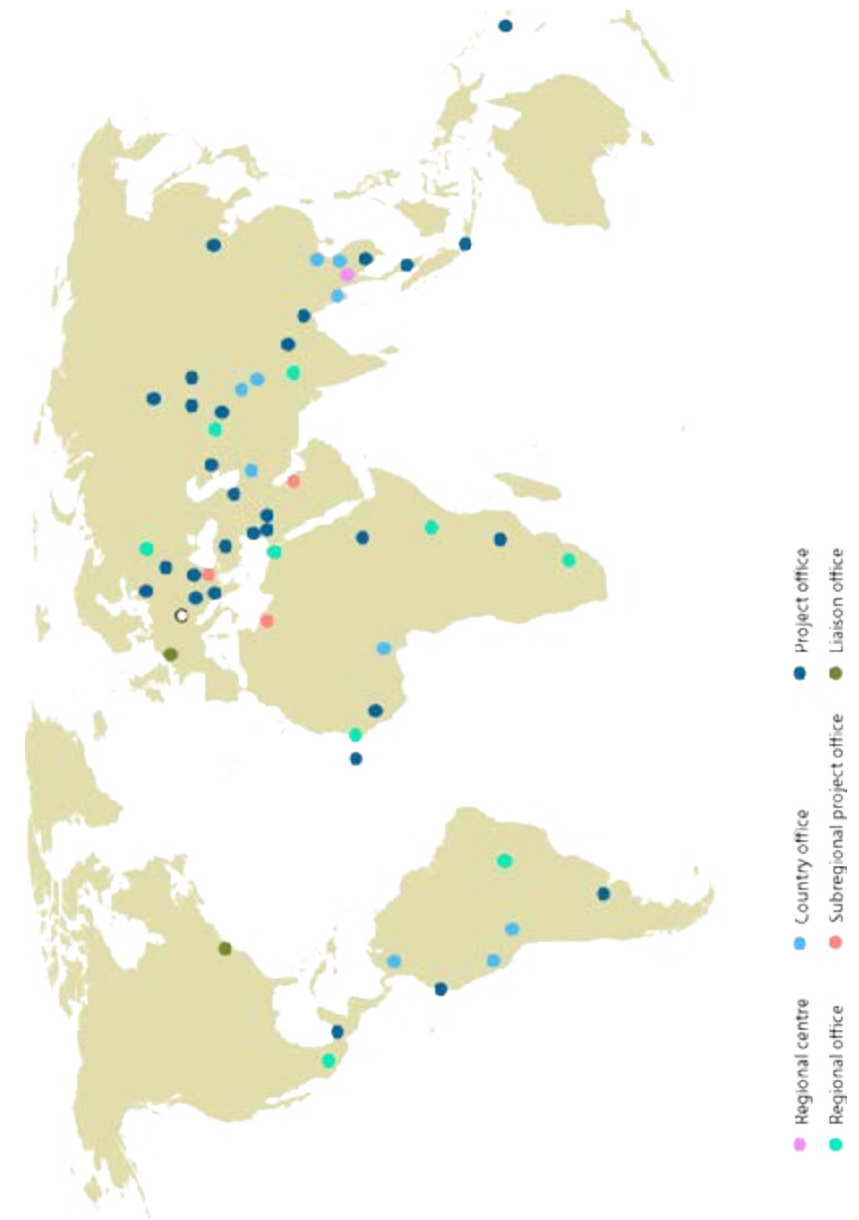 Regional centre
Country office
Project office
Regional office
Subregional project office
Liaison office